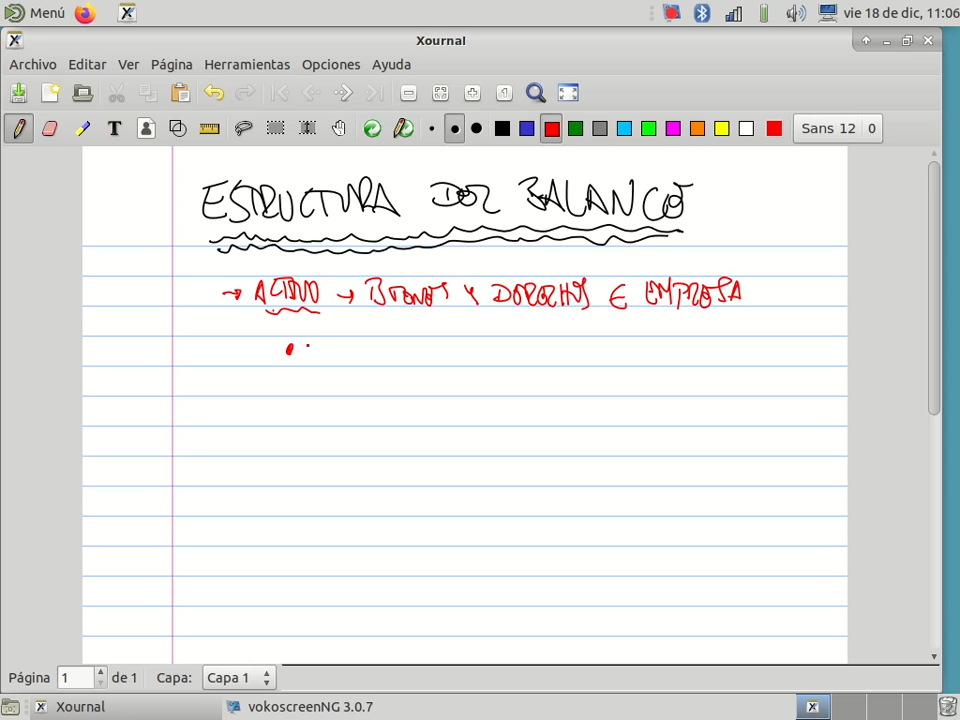 Menú vie 18 de dic, 11:06
Xournal
Archivo Editar Ver Página Herramientas Opciones Ayuda
Sans 12 0
ESTRUCTURA DEL BALANCE
→ ACTIVO → BIENES Y DERECHOS € EMPRESA
Página 1 de 1 Capa: Capa 1
Xournal vokoscreenNG 3.0.7